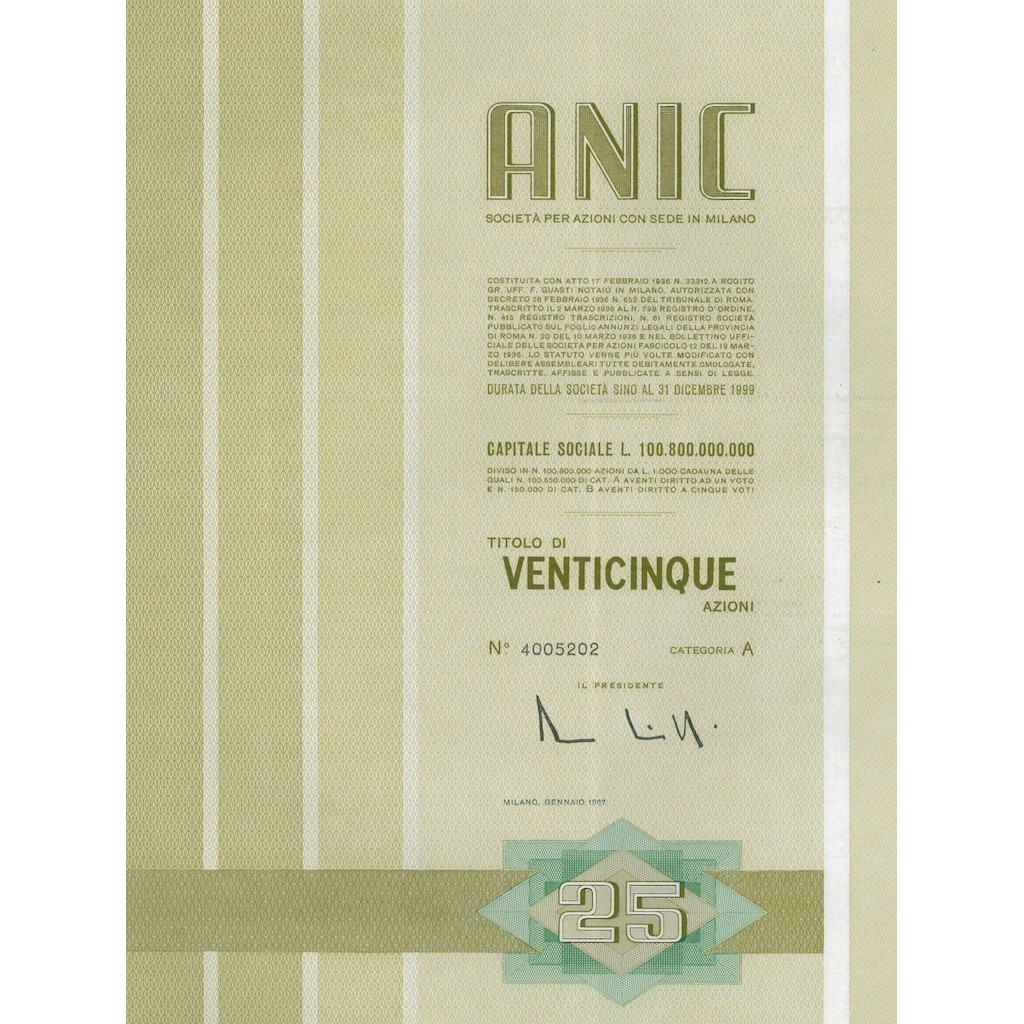 ANIC
SOCIETÀ PER AZIONI CON SEDE IN MILANO
COSTITUITA CON ATTO 17 FEBBRAIO 1936 N. 33312 A ROGITO
GR. UFF. F. GUASTI NOTAIO IN MILANO, AUTORIZZATA CON
DECRETO 26 FEBBRAIO 1936 N. 652 DEL TRIBUNALE DI ROMA,
TRASCRITTO IL 2 MARZO 1936 AL N. 798 REGISTRO D'ORDINE,
N. 415 REGISTRO TRASCRIZIONI, N. 61 REGISTRO SOCIETÀ
PUBBLICATO SUL FOGLIO ANNUNZI LEGALI DELLA PROVINCIA
DI ROMA N. 20 DEL 10 MARZO 1936 E NEL BOLLETTINO UFFI-
CIALE DELLE SOCIETÀ PER AZIONI FASCICOLO 12 DEL 19 MAR-
ZO 1936. LO STATUTO VENNE PIÙ VOLTE MODIFICATO CON
DELIBERE ASSEMBLEARI TUTTE DEBITAMENTE OMOLOGATE,
TRASCRITTE, AFFISSE E PUBBLICATE A SENSI DI LEGGE.
DURATA DELLA SOCIETÀ SINO AL 31 DICEMBRE 1999
CAPITALE SOCIALE L. 100.800.000.000
DIVISO IN N. 100.800.000 AZIONI DA L. 1.000 CADAUNA DELLE
QUALI N. 100.650.000 DI CAT. A AVENTI DIRITTO AD UN VOTO
E N. 150.000 DI CAT. B AVENTI DIRITTO A CINQUE VOTI
TITOLO DI
VENTICINQUE
AZIONI
N° 4005202 CATEGORIA A
IL PRESIDENTE
MILANO, GENNAIO 1967
25